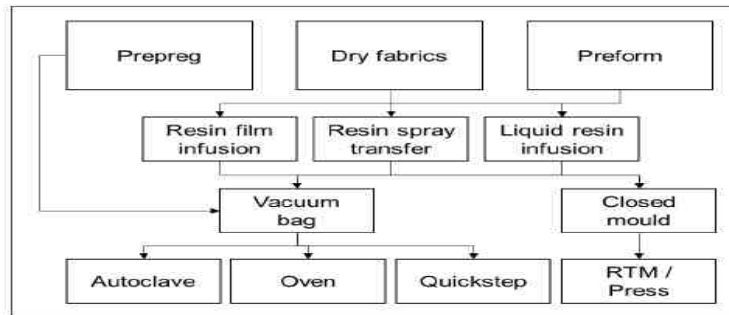 Prepreg
Dry fabrics
Preform
Resin film
infusion
Resin spray
transfer
Liquid resin
infusion
Vacuum
bag
Closed
mould
Autoclave
Oven
Quickstep
RTM /
Press